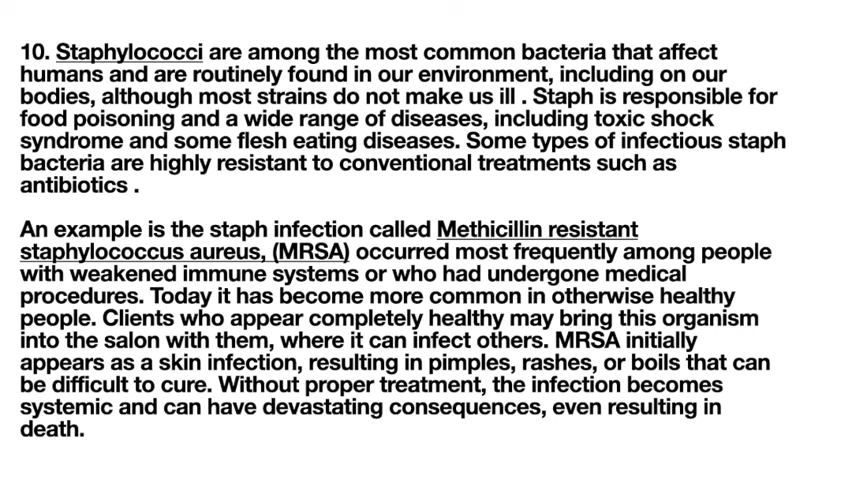 10. Staphylococci are among the most common bacteria that affect
humans and are routinely found in our environment, including on our
bodies, although most strains do not make us ill . Staph is responsible for
food poisoning and a wide range of diseases, including toxic shock
syndrome and some flesh eating diseases. Some types of infectious staph
bacteria are highly resistant to conventional treatments such as
antibiotics .
An example is the staph infection called Methicillin resistant
staphylococcus aureus, (MRSA) occurred most frequently among people
with weakened immune systems or who had undergone medical
procedures. Today it has become more common in otherwise healthy
people. Clients who appear completely healthy may bring this organism
into the salon with them, where it can infect others. MRSA initially
appears as a skin infection, resulting in pimples, rashes, or boils that can
be difficult to cure. Without proper treatment, the infection becomes
systemic and can have devastating consequences, even resulting in
death.